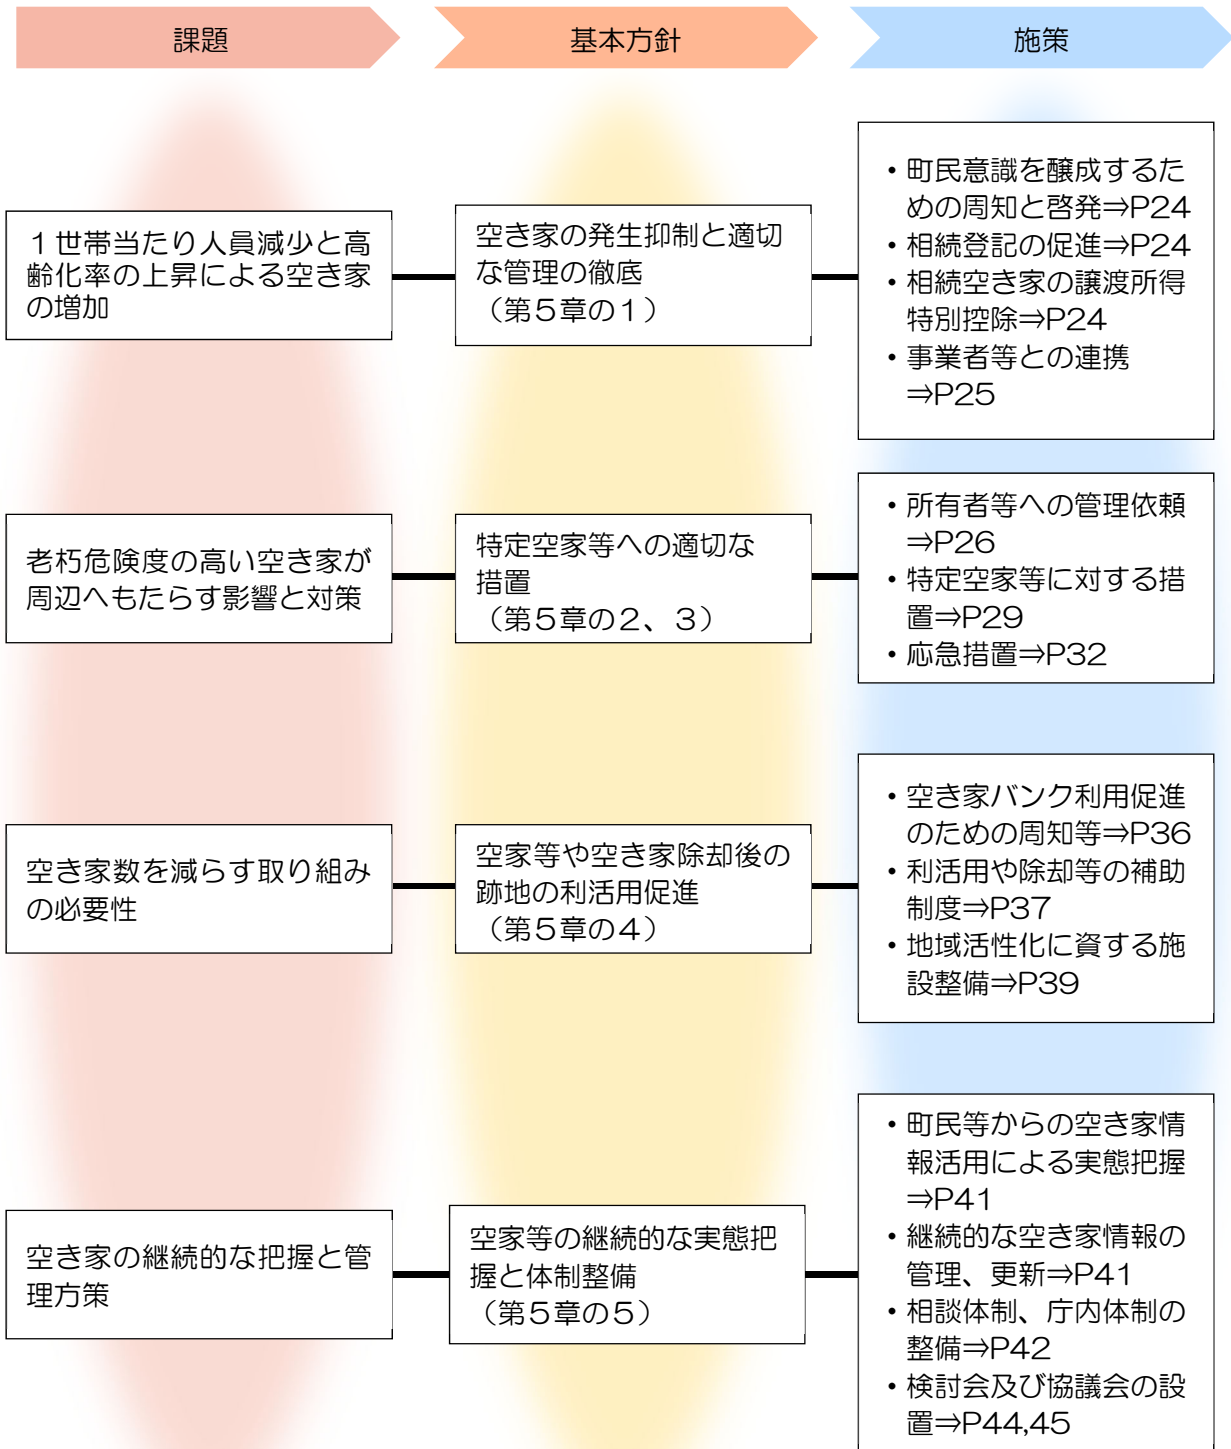 課題
基本方針
施策
１世帯当たり人員減少と高
齢化率の上昇による空き家
の増加
空き家の発生抑制と適切
な管理の徹底
（第５章の１）
・町民意識を醸成するた
めの周知と啓発⇒P24
・相続登記の促進⇒P24
・相続空き家の譲渡所得
特別控除⇒P24
・事業者等との連携
⇒P25
老朽危険度の高い空き家が
周辺へもたらす影響と対策
特定空家等への適切な
措置
（第５章の２、３）
・所有者等への管理依頼
⇒P26
・特定空家等に対する措
置⇒P29
・応急措置⇒P32
空き家数を減らす取り組み
の必要性
空家等や空き家除却後の
跡地の利活用促進
（第５章の４）
・空き家バンク利用促進
のための周知等⇒P36
・利活用や除却等の補助
制度⇒P37
・地域活性化に資する施
設整備⇒P39
空き家の継続的な把握と管
理方策
空家等の継続的な実態把
握と体制整備
（第５章の５）
・町民等からの空き家情
報活用による実態把握
⇒P41
・継続的な空き家情報の
管理、更新⇒P41
・相談体制、庁内体制の
整備⇒P42
・検討会及び協議会の設
置⇒P44,45